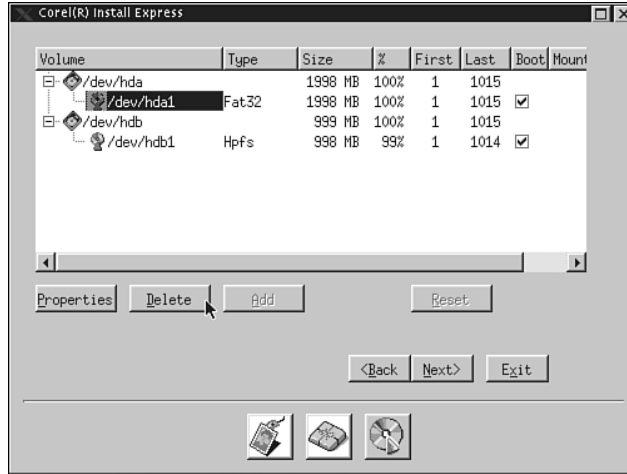 Corel(R) Install Express
Volume Type Size % First Last Boot Mount
/dev/hda 1998 MB 100% 1 1015
/dev/hda1 Fat32 1998 MB 100% 1 1015
/dev/hdb 999 MB 100% 1 1015
/dev/hdb1 Hpfs 998 MB 99% 1 1014
Properties Delete Add Reset
<Back Next> Exit